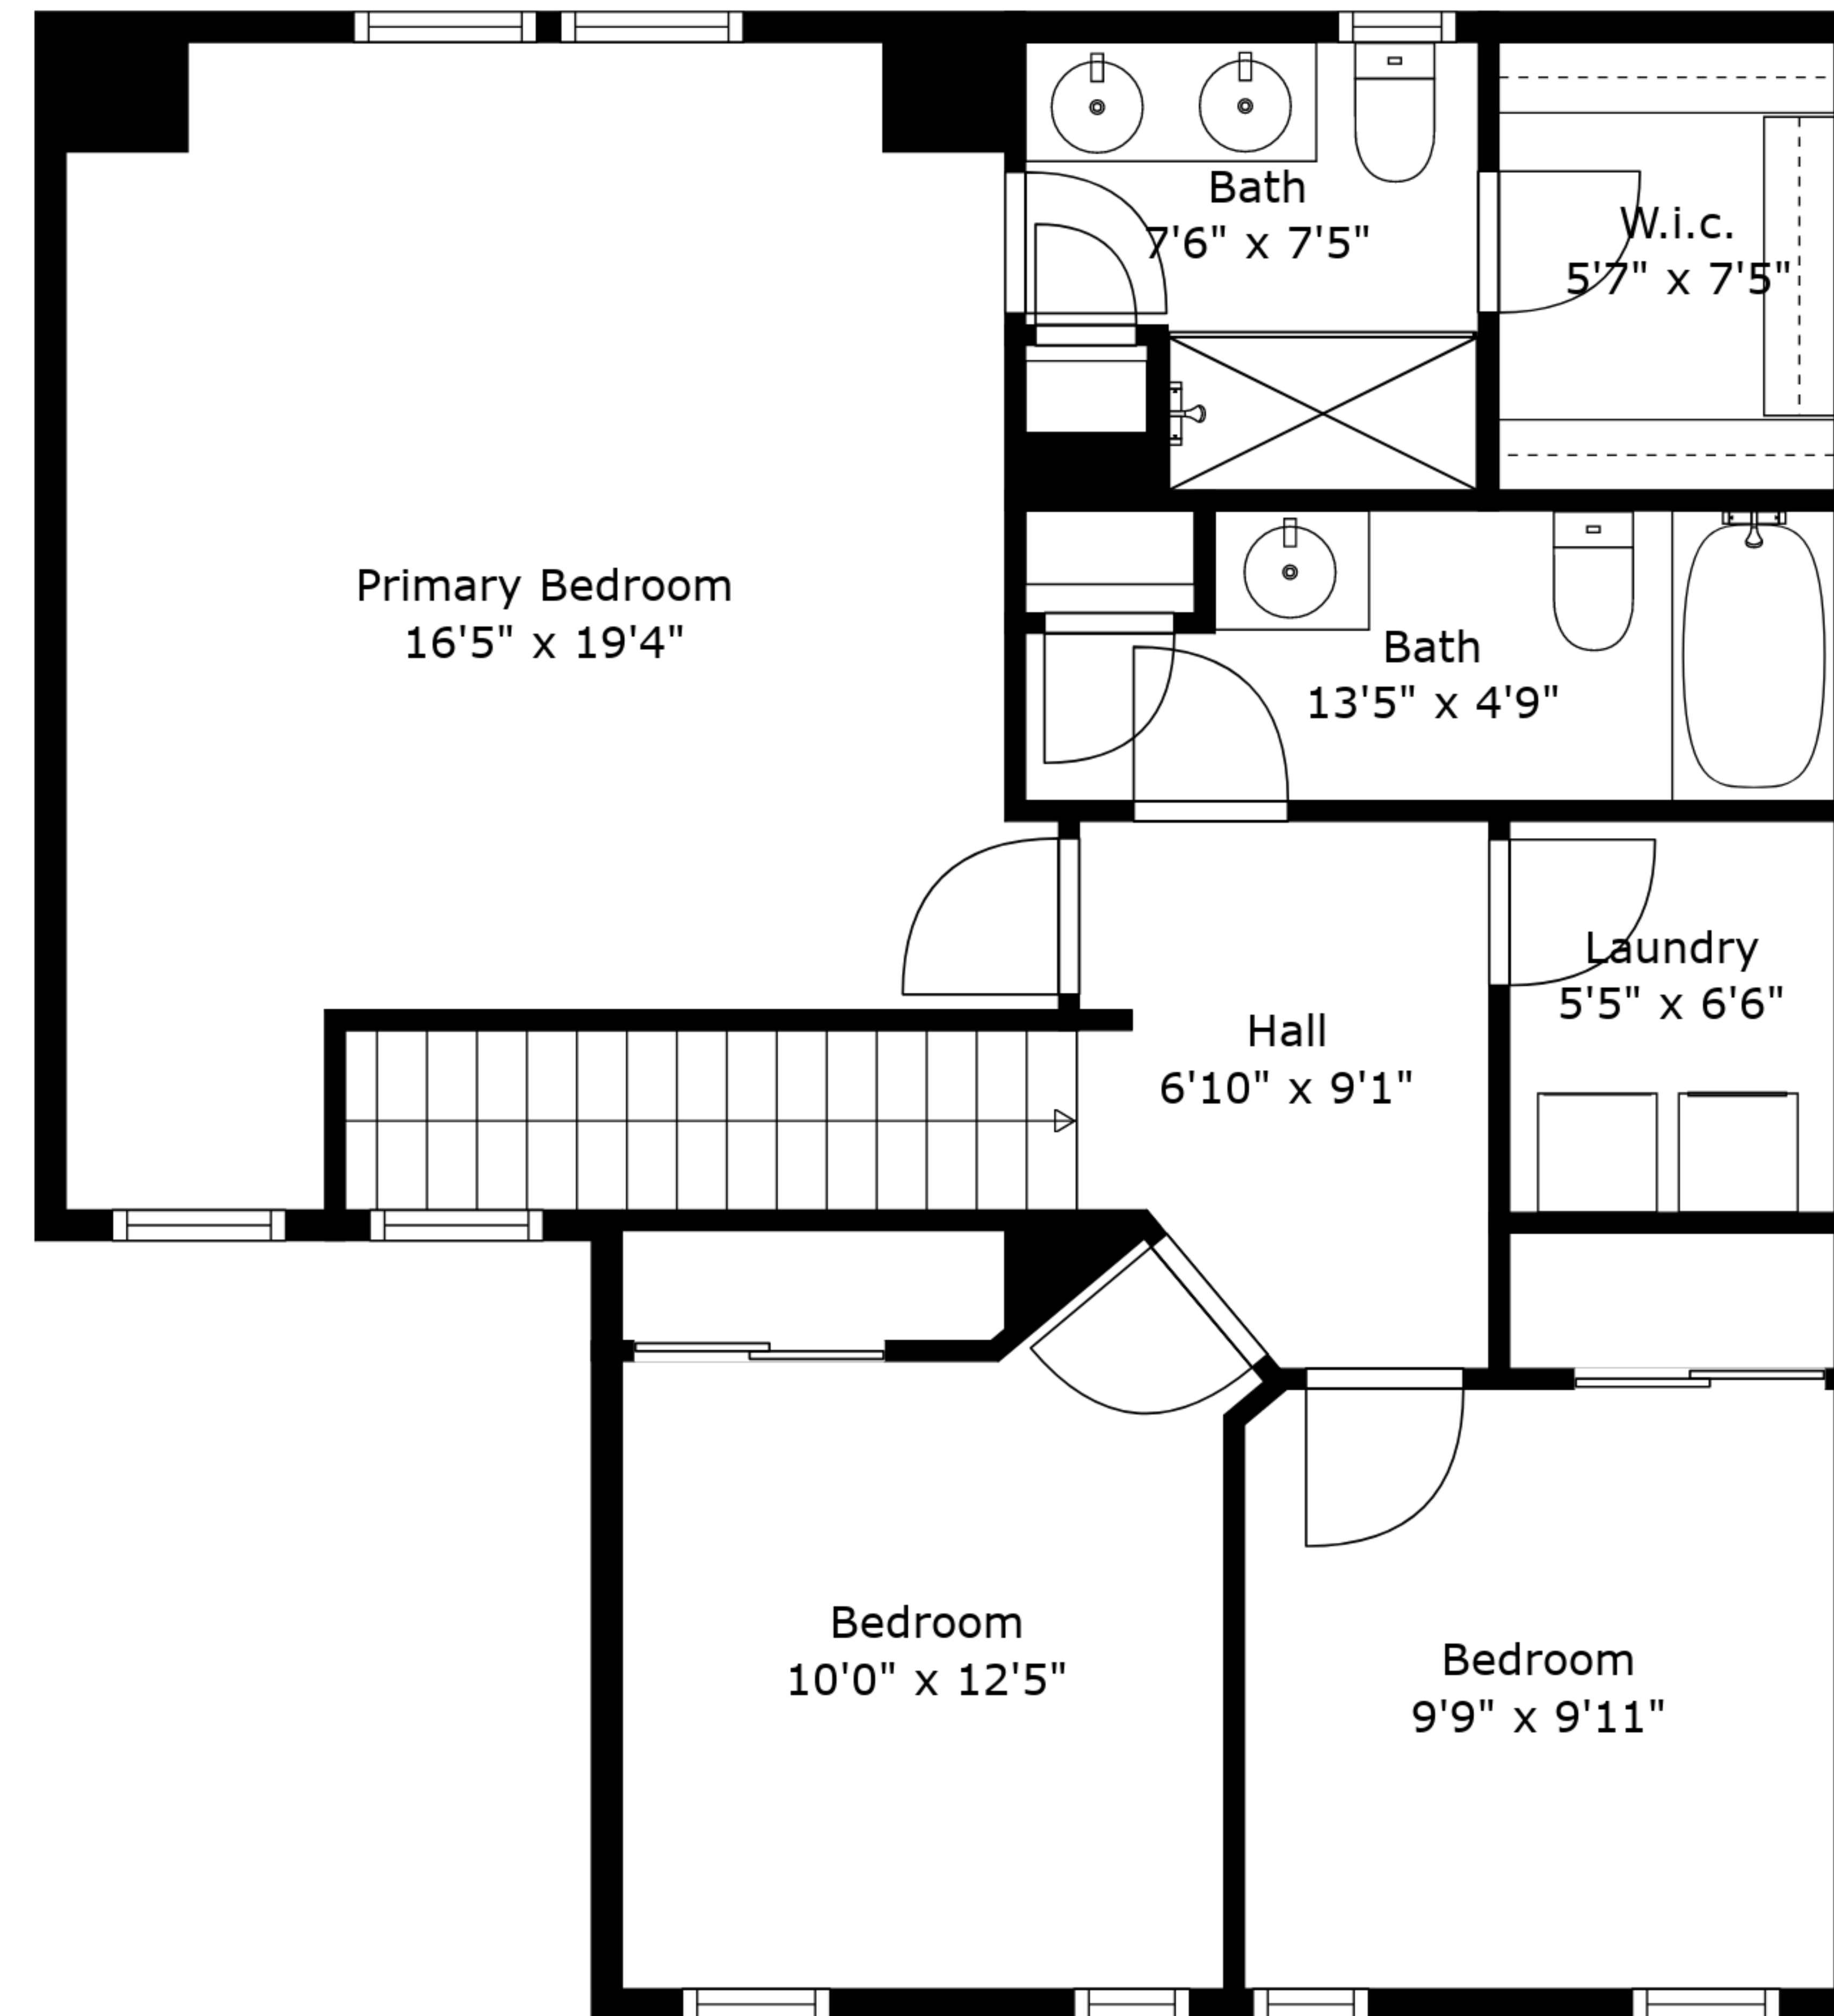 Bath
7'6" x 7'5"
W.i.c.
5'7" x 7'5"
Primary Bedroom
16'5" x 19'4"
Bath
13'5" x 4'9"
Laundry
5'5" x 6'6"
Hall
6'10" x 9'1"
Bedroom
10'0" x 12'5"
Bedroom
9'9" x 9'11"